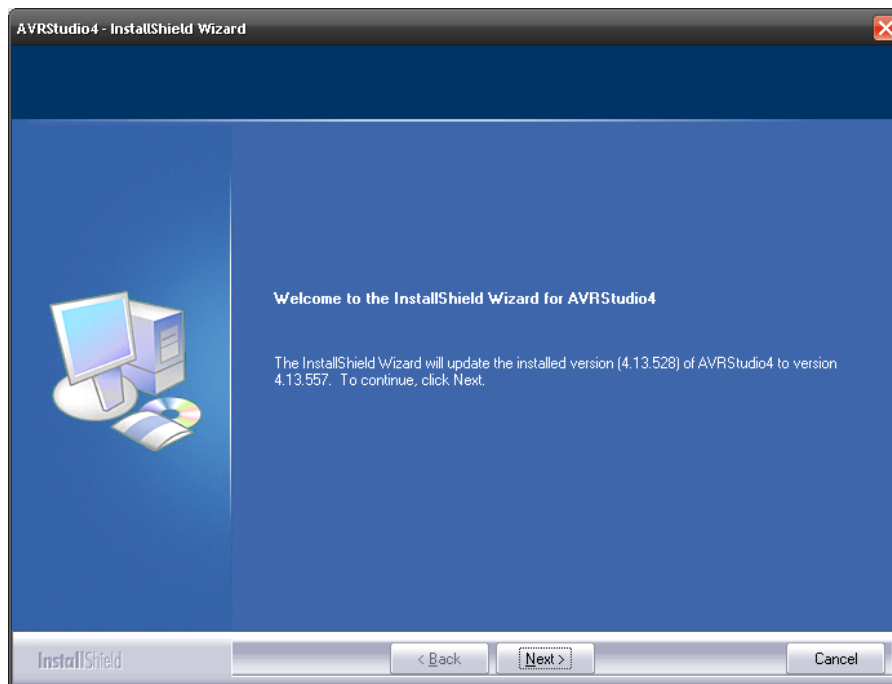 AVRStudio4 - InstallShield Wizard
Welcome to the InstallShield Wizard for AVRStudio4
The InstallShield Wizard will update the installed version (4.13.528) of AVRStudio4 to version
4.13.557. To continue, click Next.
InstallShield
< Back
Next >
Cancel